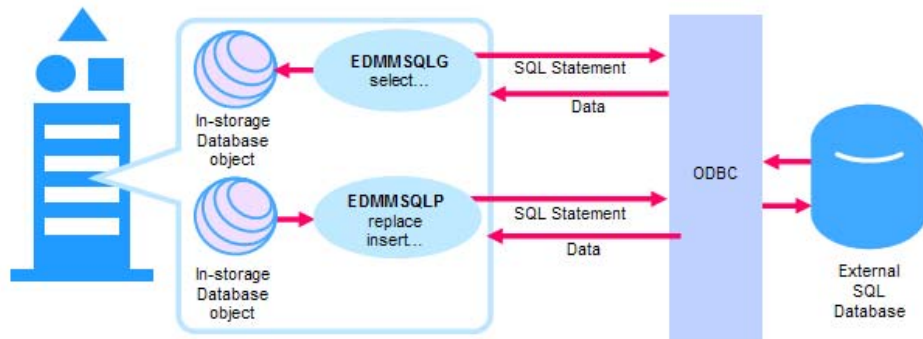 EDMMSQLG
select...
SQL Statement
Data
In-storage
Database
object
ODBC
EDMMSQLP
replace
insert...
SQL Statement
Data
In-storage
Database
object
External
SQL
Database